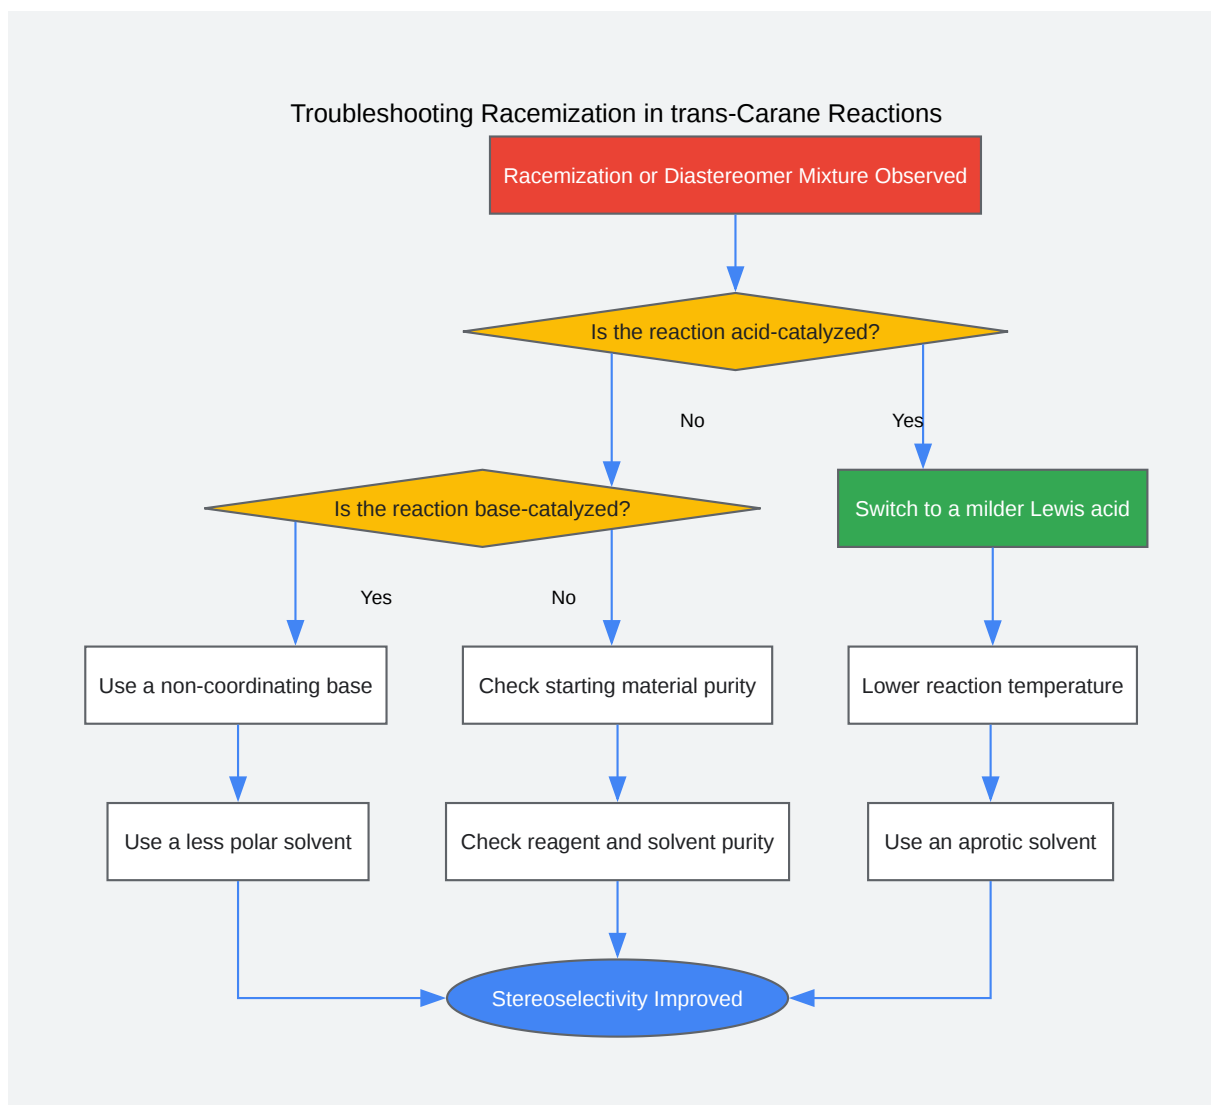 Troubleshooting Racemization in trans-Carane Reactions
Racemization or Diastereomer Mixture Observed
Is the reaction acid-catalyzed?
No
Yes
Is the reaction base-catalyzed?
Switch to a milder Lewis acid
Yes
No
Use a non-coordinating base
Check starting material purity
Lower reaction temperature
Use a less polar solvent
Check reagent and solvent purity
Use an aprotic solvent
Stereoselectivity Improved